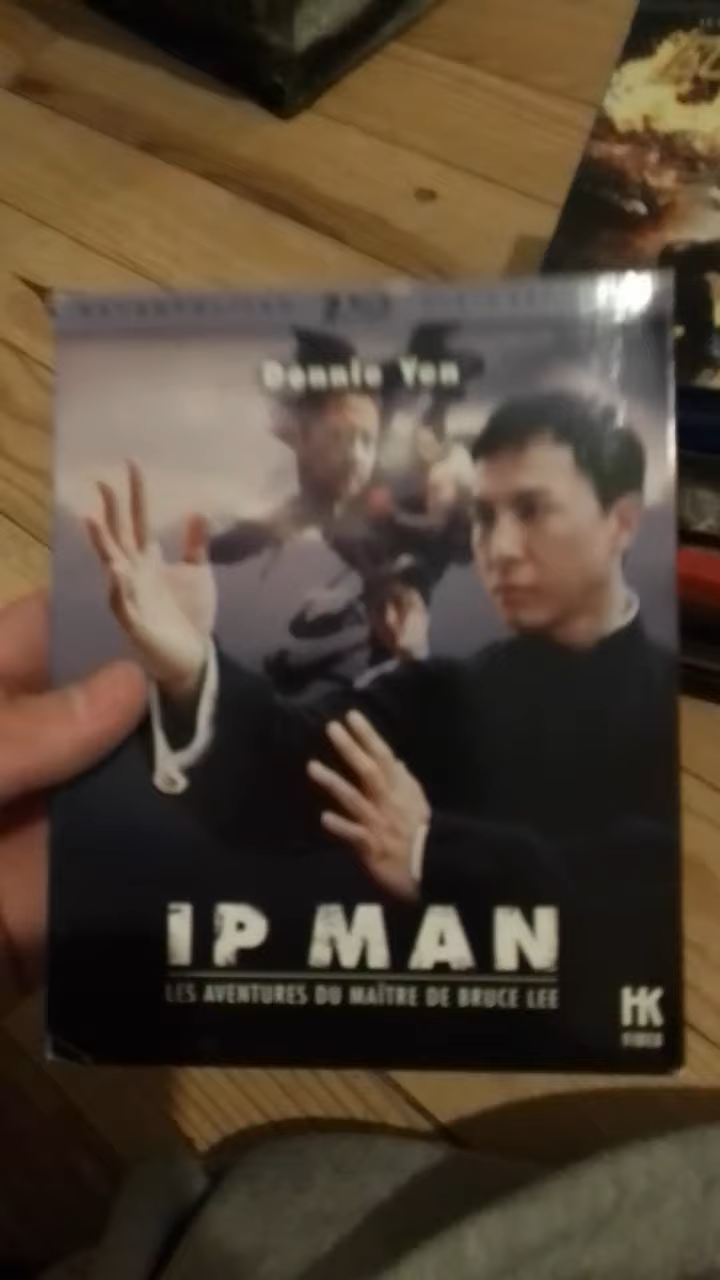 Donnie Yen
IP MAN
LES AVENTURES DU MAÎTRE DE BRUCE LEE
HK
VIDEO